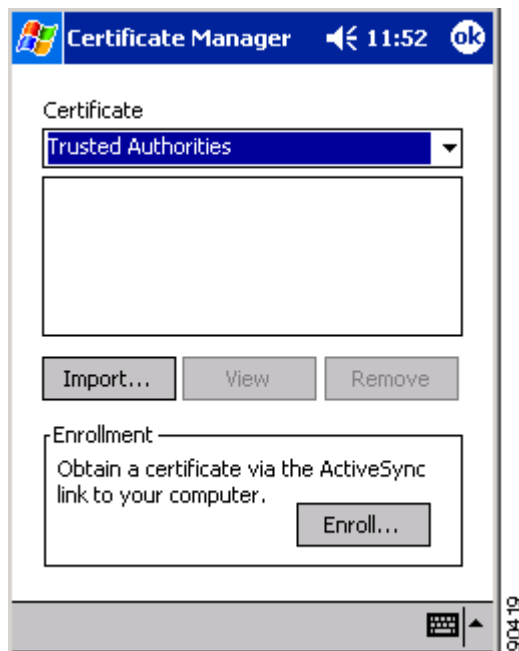 Certificate Manager 11:52 ok
Certificate
Trusted Authorities
Import... View Remove
Enrollment
Obtain a certificate via the ActiveSync
link to your computer.
Enroll...
90419